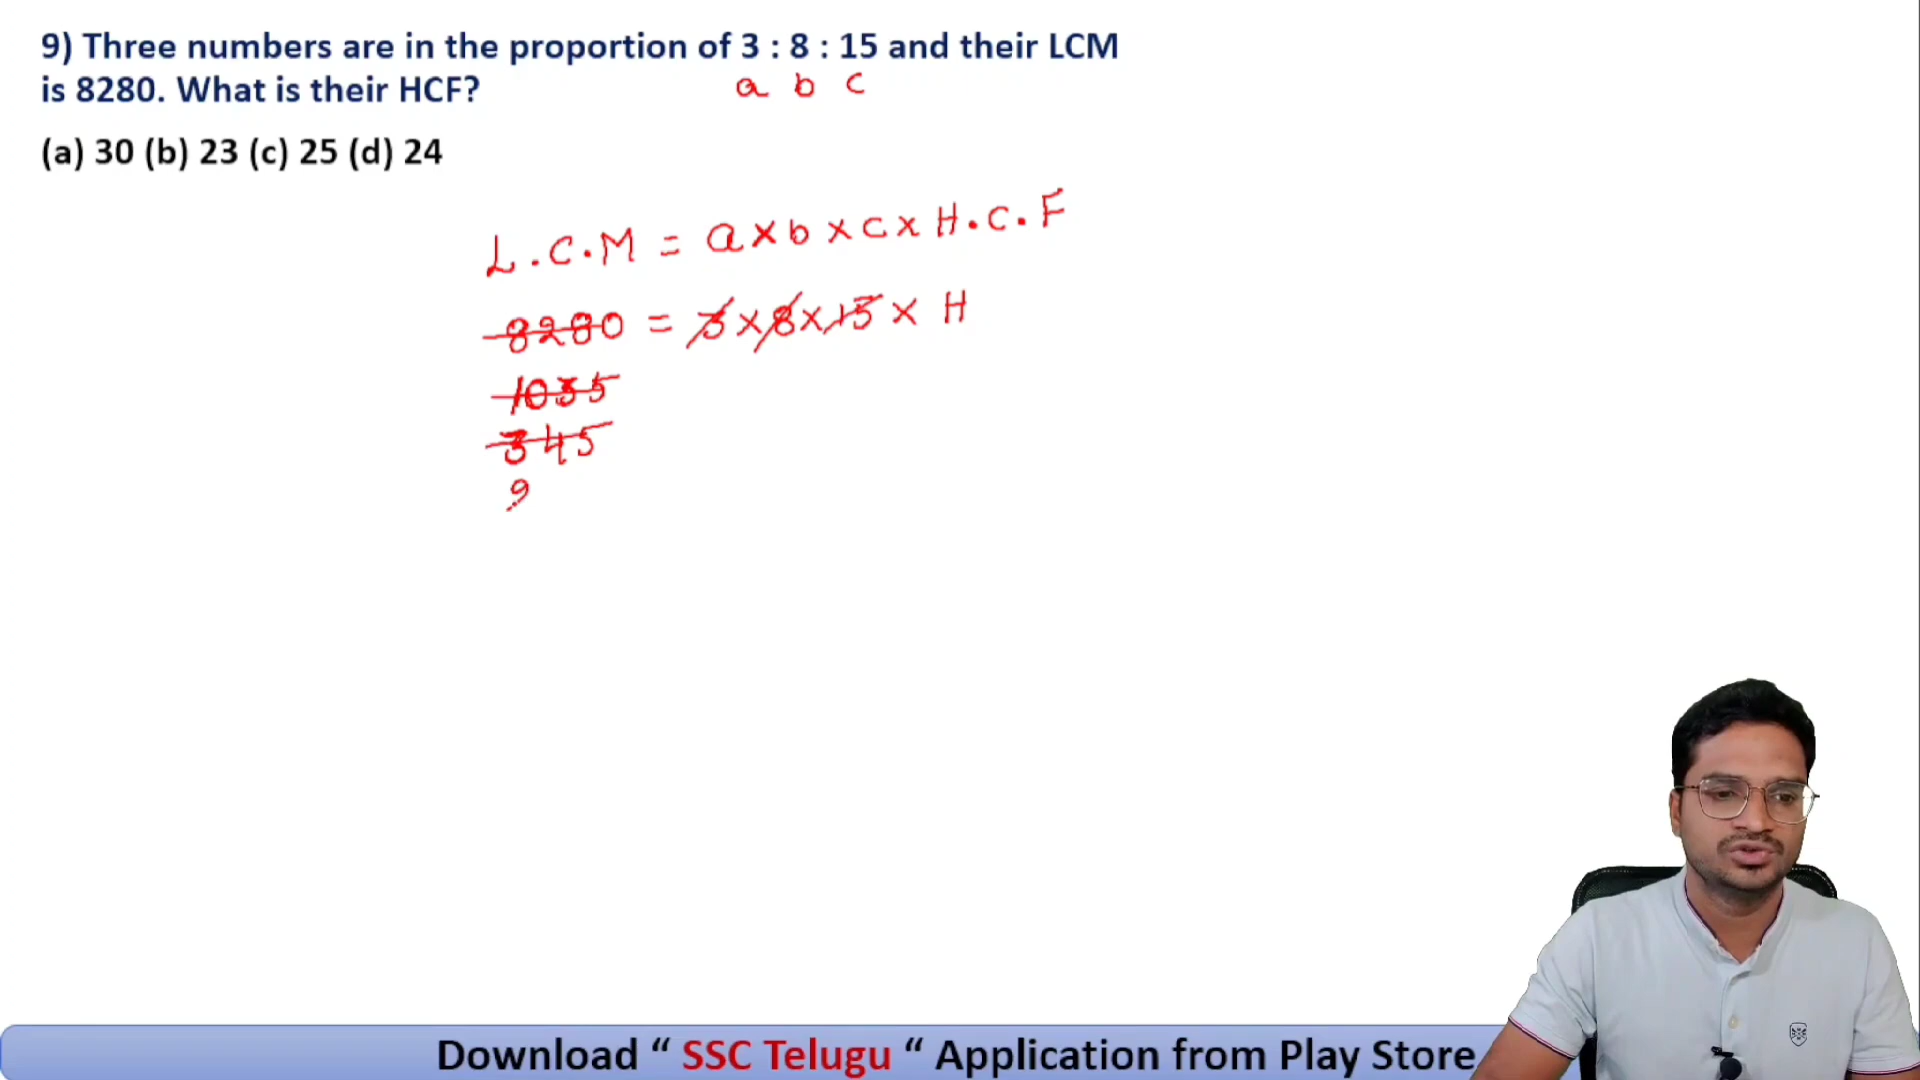 9) Three numbers are in the proportion of 3 : 8 : 15 and their LCM
is 8280. What is their HCF?
a b c
(a) 30 (b) 23 (c) 25 (d) 24
L.C.M = a×b×c×H.C.F
8280 = 3×8×15× H
1035
345
Download “ SSC Telugu “ Application from Play Store